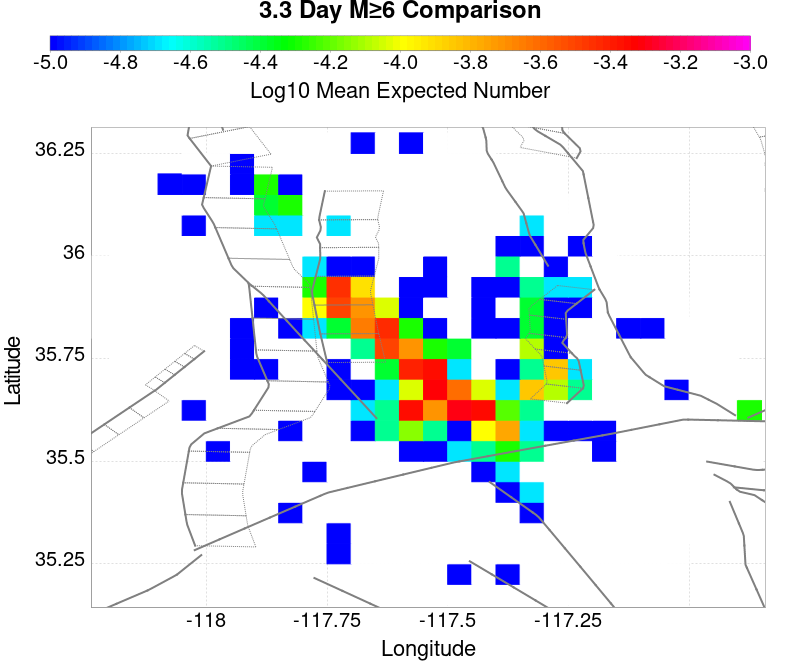 3.3 Day M≥6 Comparison
-5.0 -4.8 -4.6 -4.4 -4.2 -4.0 -3.8 -3.6 -3.4 -3.2 -3.0
Log10 Mean Expected Number
36.25
36
35.75
35.5
35.25
Latitude
-118 -117.75 -117.5 -117.25
Longitude